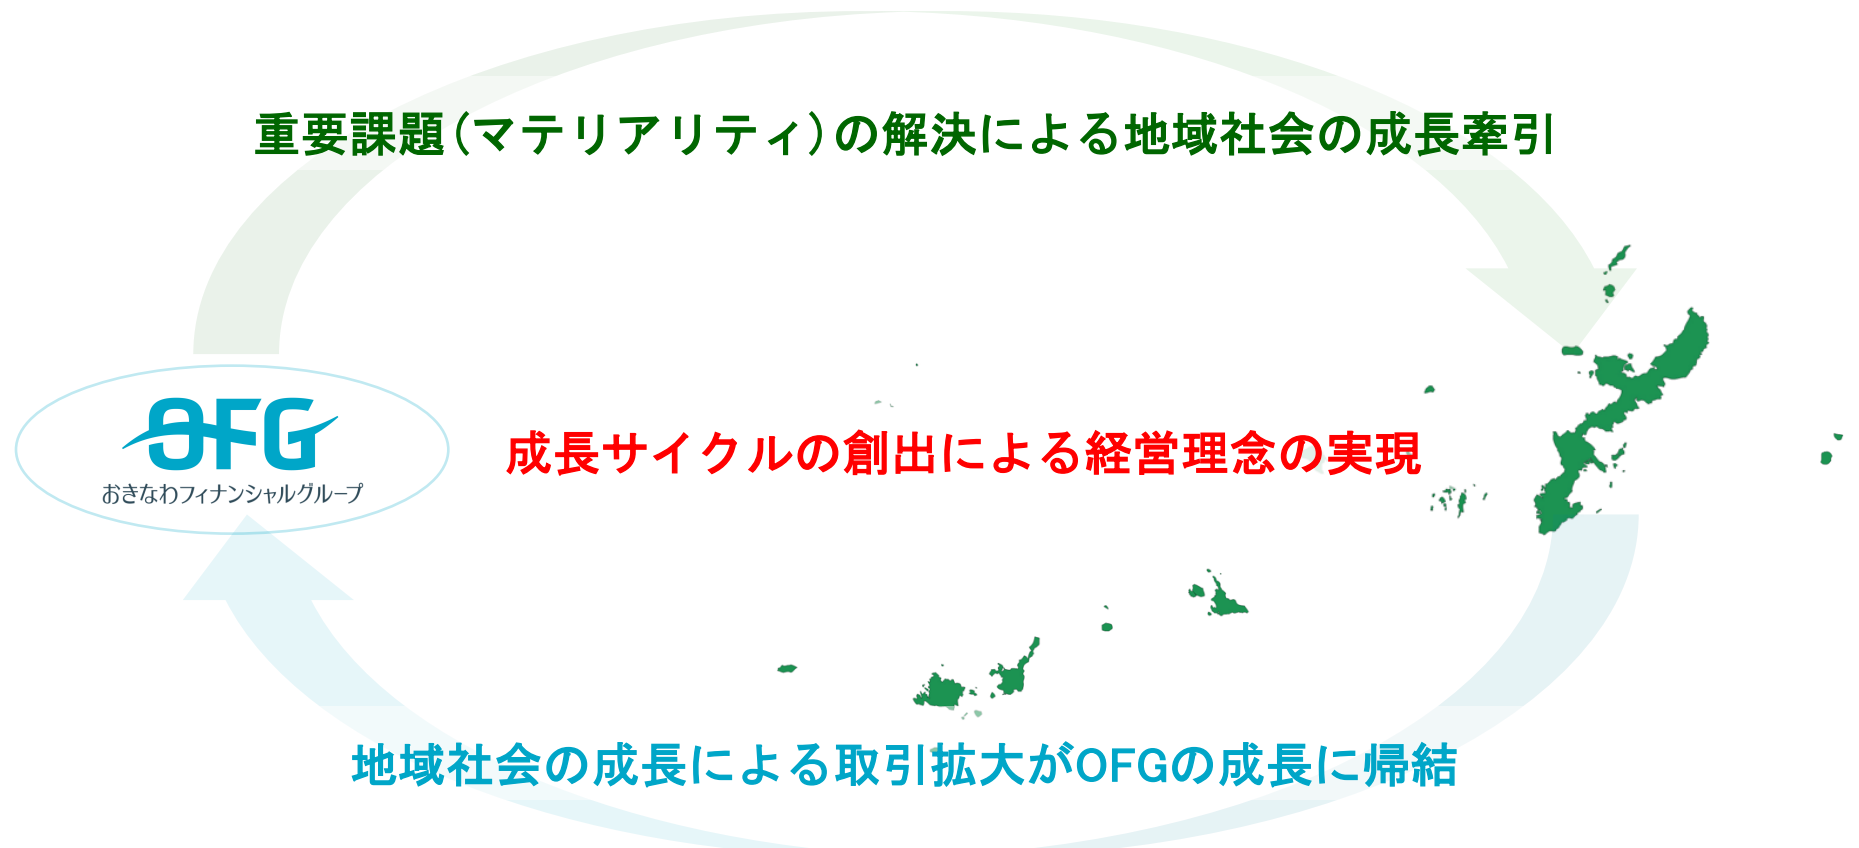 重要課題(マテリアリティ)の解決による地域社会の成長牽引
OFG
おきなわフィナンシャルグループ
成長サイクルの創出による経営理念の実現
地域社会の成長による取引拡大がOFGの成長に帰結